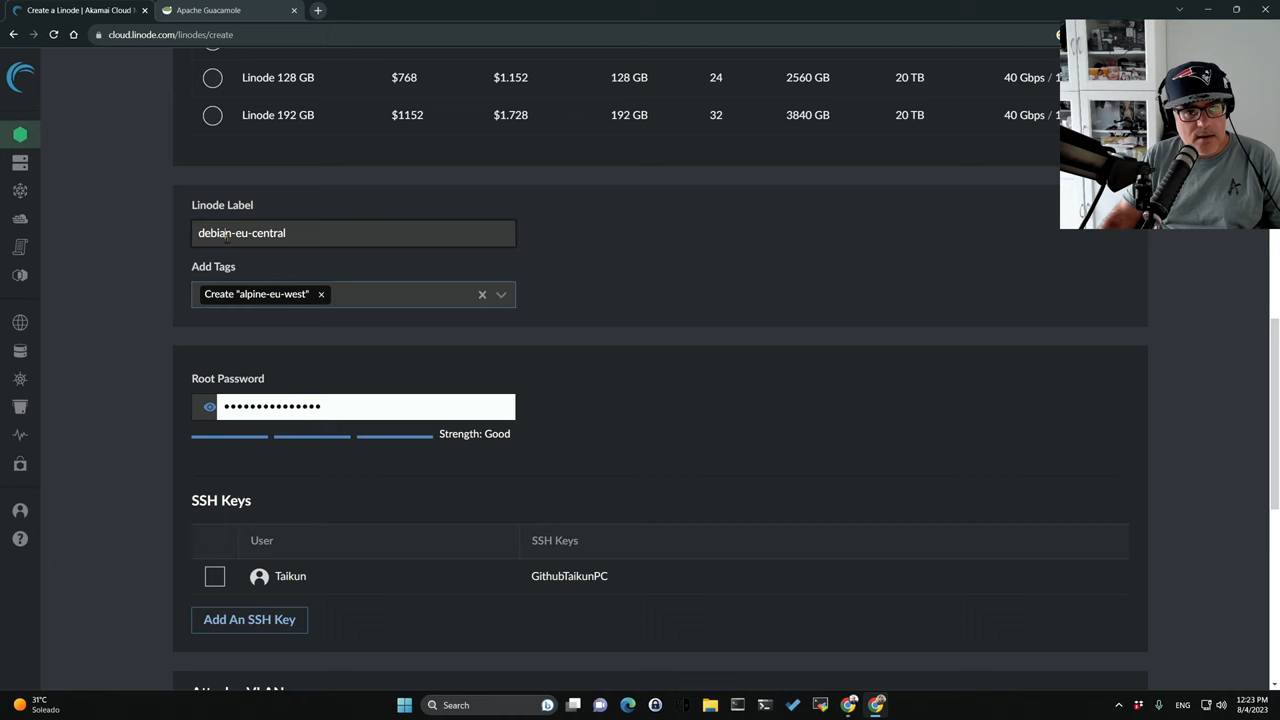 Create a Linode | Akamai Cloud M
Apache Guacamole
cloud.linode.com/linodes/create
Linode 128 GB $768 $1.152 128 GB 24 2560 GB 20 TB 40 Gbps / 1
Linode 192 GB $1152 $1.728 192 GB 32 3840 GB 20 TB 40 Gbps / 1
Linode Label
debian-eu-central
Add Tags
Create "alpine-eu-west" ×
Root Password
•••••••••••••••
Strength: Good
SSH Keys
User SSH Keys
Taikun GithubTaikunPC
Add An SSH Key
VLAN
31°C
Soleado
Search
ENG
12:23 PM
8/4/2023